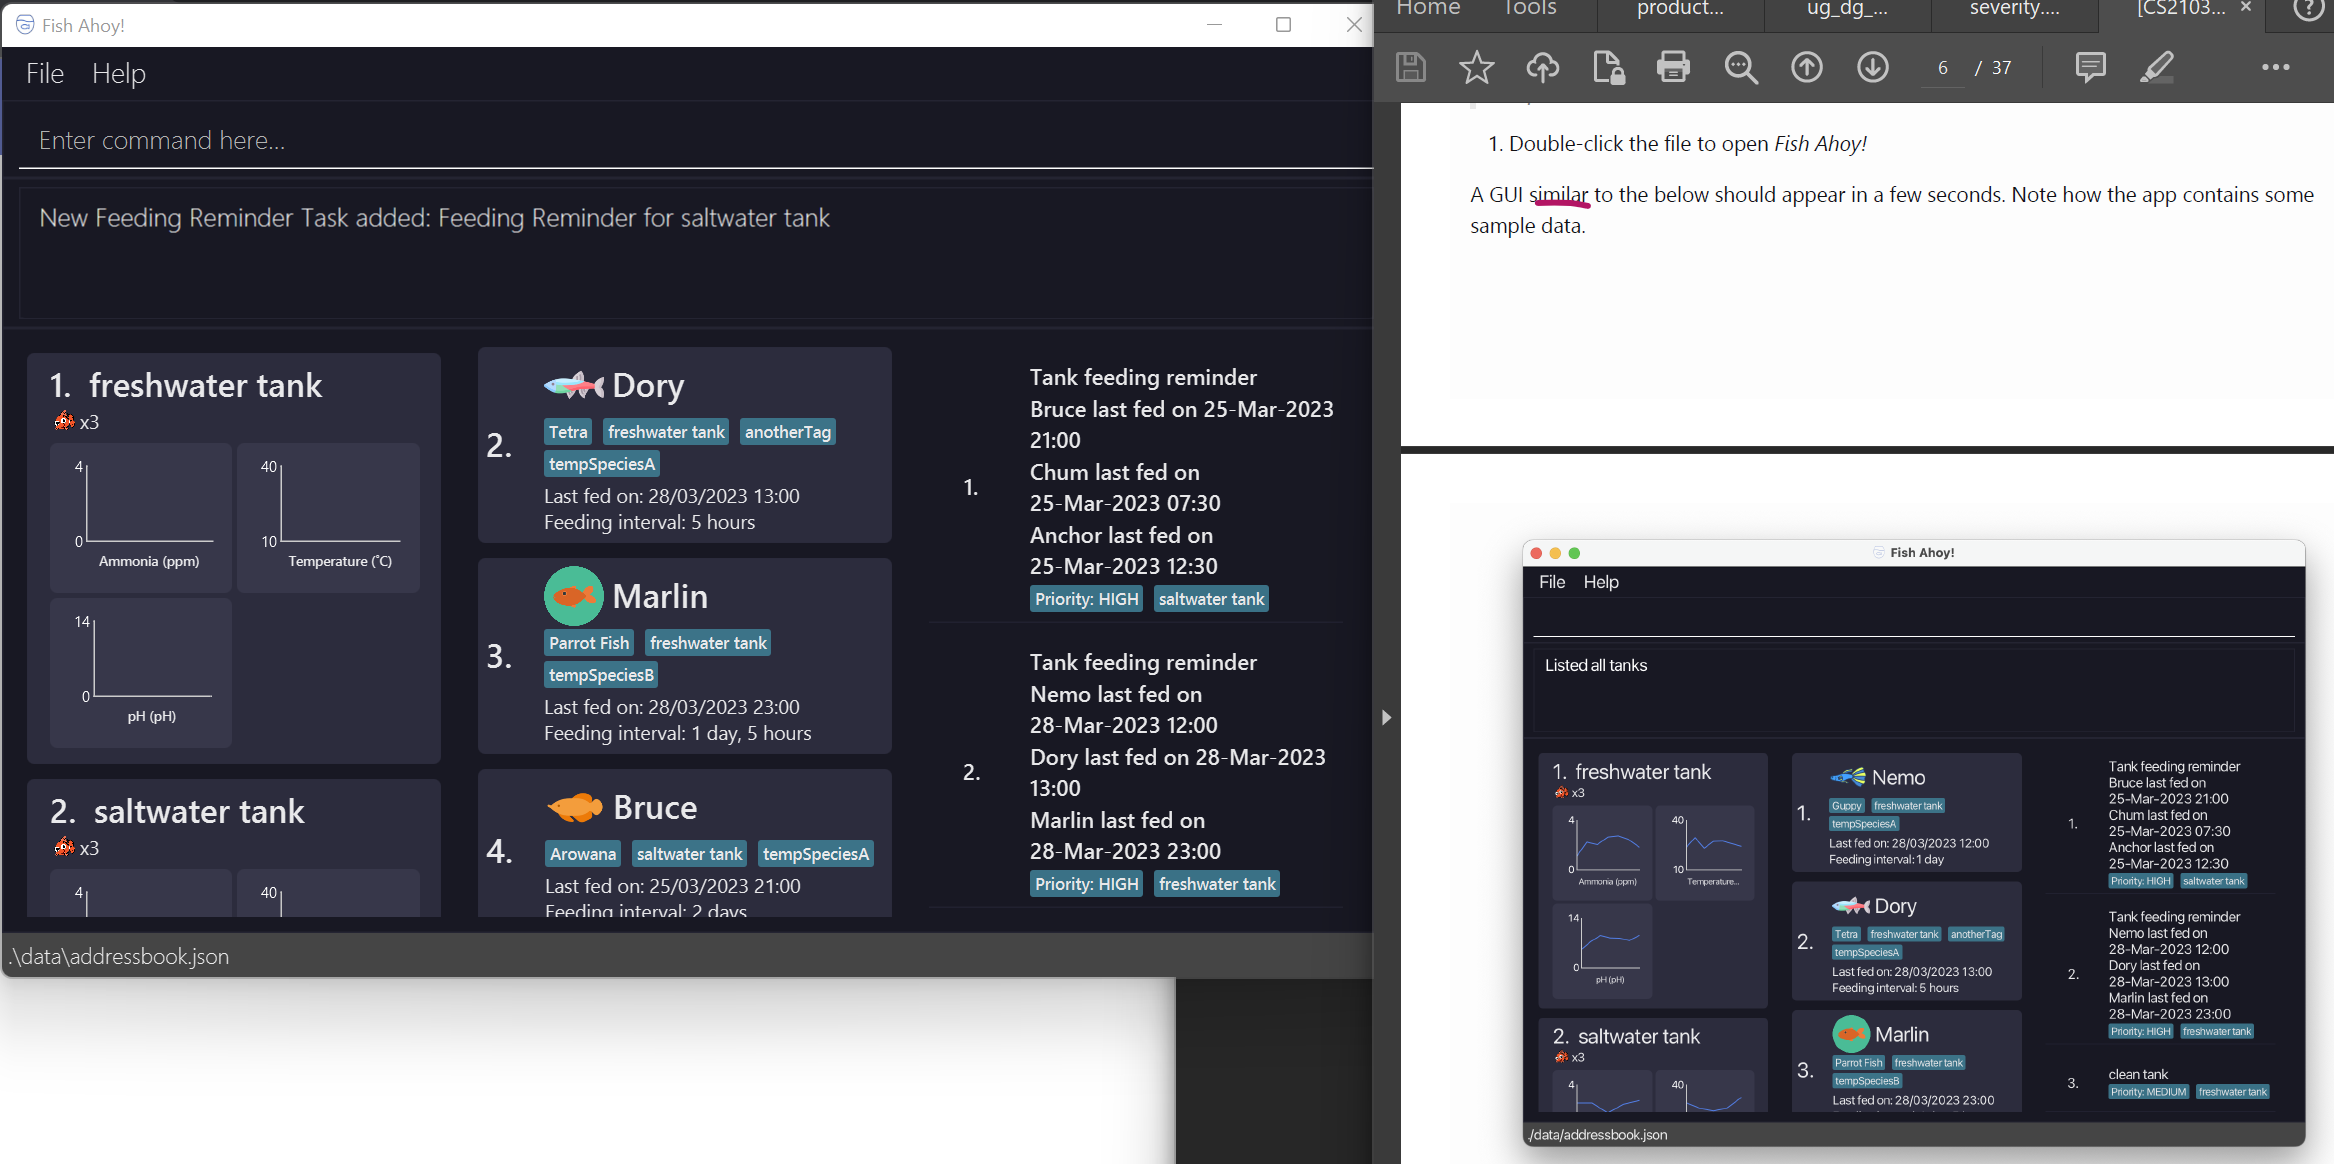 Fish Ahoy!
File Help
Enter command here...
New Feeding Reminder Task added: Feeding Reminder for saltwater tank
1. freshwater tank
x3
4
0
Ammonia (ppm)
40
10
Temperature (˚C)
14
0
pH (pH)
2. saltwater tank
x3
4
40
2.
Dory
Tetra freshwater tank anotherTag
tempSpeciesA
Last fed on: 28/03/2023 13:00
Feeding interval: 5 hours
3.
Marlin
Parrot Fish freshwater tank
tempSpeciesB
Last fed on: 28/03/2023 23:00
Feeding interval: 1 day, 5 hours
4.
Bruce
Arowana saltwater tank tempSpeciesA
Last fed on: 25/03/2023 21:00
Feeding interval: 2 days
1.
Tank feeding reminder
Bruce last fed on 25-Mar-2023
21:00
Chum last fed on
25-Mar-2023 07:30
Anchor last fed on
25-Mar-2023 12:30
Priority: HIGH saltwater tank
2.
Tank feeding reminder
Nemo last fed on
28-Mar-2023 12:00
Dory last fed on 28-Mar-2023
13:00
Marlin last fed on
28-Mar-2023 23:00
Priority: HIGH freshwater tank
.\data\addressbook.json
Home Tools product... ug_dg_... severity.... [CS2103... ×
6 / 37
1. Double-click the file to open Fish Ahoy!
A GUI similar to the below should appear in a few seconds. Note how the app contains some
sample data.
Fish Ahoy!
File Help
Listed all tanks
1. freshwater tank
x3
4
0
Ammonia (ppm)
40
10
Temperature...
14
0
pH (pH)
2. saltwater tank
x3
4
40
1.
Nemo
Guppy freshwater tank
tempSpeciesA
Last fed on: 28/03/2023 12:00
Feeding interval: 1 day
2.
Dory
Tetra freshwater tank anotherTag
tempSpeciesA
Last fed on: 28/03/2023 13:00
Feeding interval: 5 hours
3.
Marlin
Parrot Fish freshwater tank
tempSpeciesB
Last fed on: 28/03/2023 23:00
1.
Tank feeding reminder
Bruce last fed on
25-Mar-2023 21:00
Chum last fed on
25-Mar-2023 07:30
Anchor last fed on
25-Mar-2023 12:30
Priority: HIGH saltwater tank
2.
Tank feeding reminder
Nemo last fed on
28-Mar-2023 12:00
Dory last fed on
28-Mar-2023 13:00
Marlin last fed on
28-Mar-2023 23:00
Priority: HIGH freshwater tank
3.
clean tank
Priority: MEDIUM freshwater tank
./data/addressbook.json